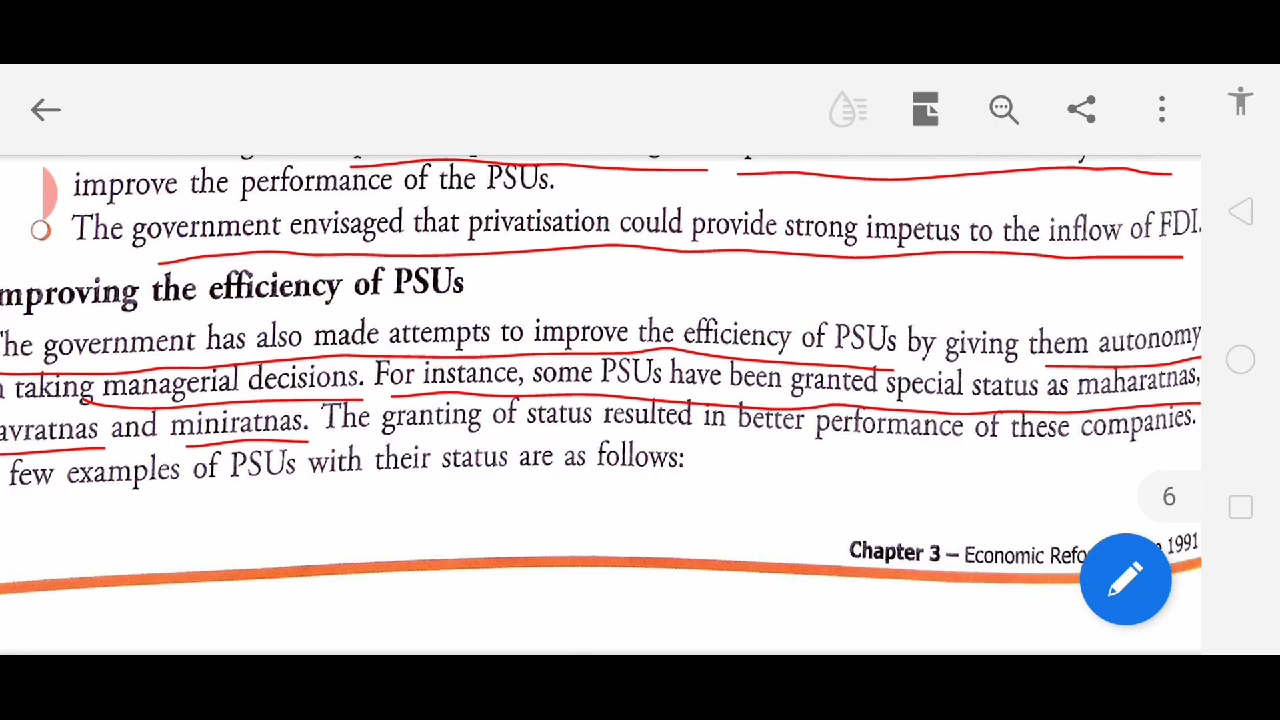 improve the performance of the PSUs.
The government envisaged that privatisation could provide strong impetus to the inflow of FDI.
mproving the efficiency of PSUs
The government has also made attempts to improve the efficiency of PSUs by giving them autonomy
taking managerial decisions. For instance, some PSUs have been granted special status as maharatnas,
avratnas and miniratnas. The granting of status resulted in better performance of these companies.
few examples of PSUs with their status are as follows:
6
Chapter 3 – Economic Refo 1991